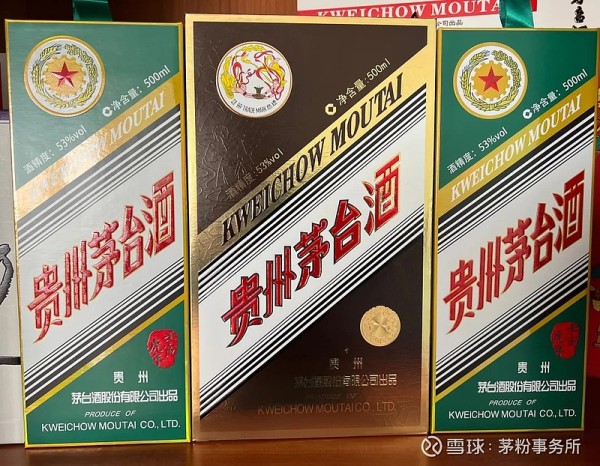 KWEICHOW MOUTAI
公司出品
净含量:500ml
酒精度:53%vol
KWEICHOW MOUTAI
贵州茅台酒
贵州
茅台酒股份有限公司出品
PRODUCE OF
KWEICHOW MOUTAI CO., LTD.
TRADE MARK
净含量:500ml
酒精度:53%vol
KWEICHOW MOUTAI
贵州茅台酒
贵州
茅台酒股份有限公司出品
PRODUCE OF
KWEICHOW MOUTAI CO., LTD.
净含量:500ml
酒精度:53%vol
KWEICHOW MOUTAI
贵州茅台酒
贵州
茅台酒股份有限公司出品
PRODUCE OF
KWEICHOW MOUTAI CO., LTD.
雪球:茅粉事务所